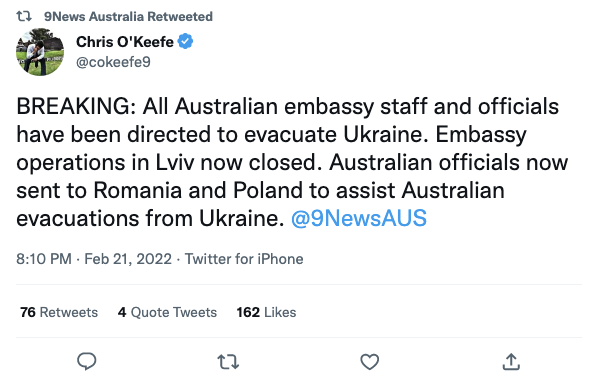 9News Australia Retweeted
Chris O'Keefe
@cokeefe9
BREAKING: All Australian embassy staff and officials
have been directed to evacuate Ukraine. Embassy
operations in Lviv now closed. Australian officials now
sent to Romania and Poland to assist Australian
evacuations from Ukraine. @9NewsAUS
8:10 PM · Feb 21, 2022 · Twitter for iPhone
76 Retweets 4 Quote Tweets 162 Likes